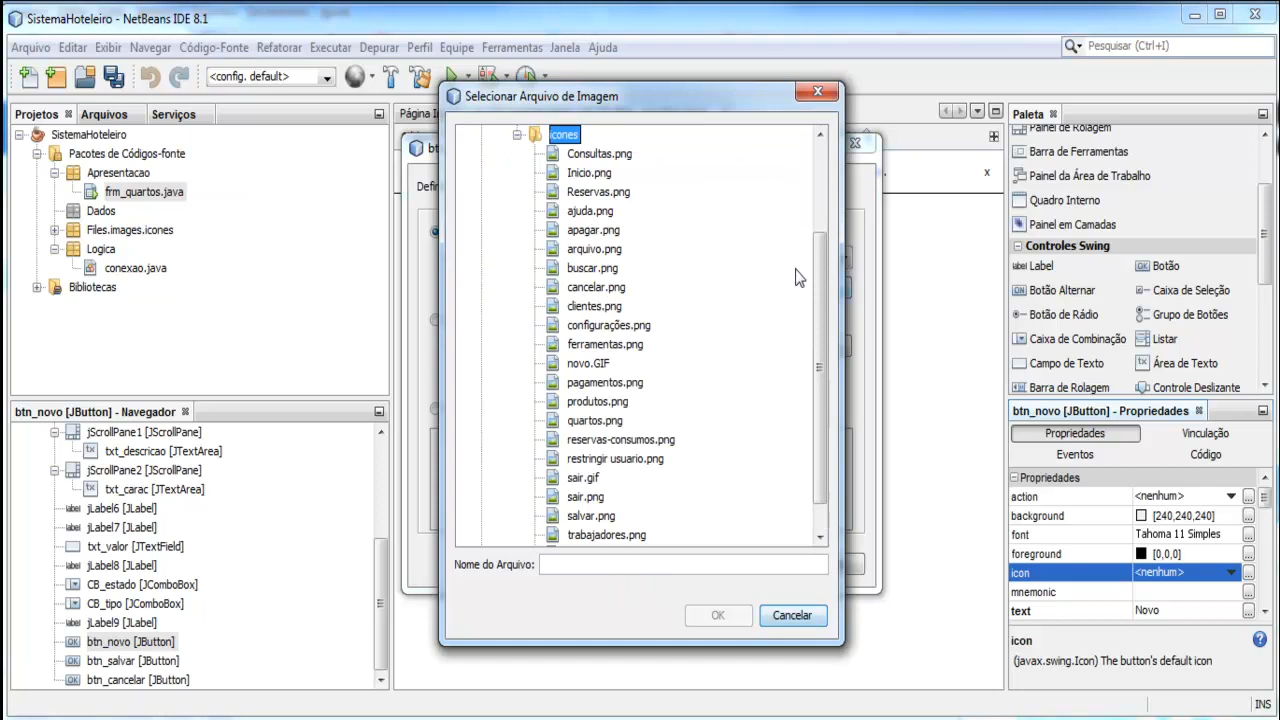 SistemaHoteleiro - NetBeans IDE 8.1
Arquivo Editar Exibir Navegar Código-Fonte Refatorar Executar Depurar Perfil Equipe Ferramentas Janela Ajuda
Pesquisar (Ctrl+I)
<config. default>
Projetos Arquivos Serviços
SistemaHoteleiro
Pacotes de Códigos-fonte
Apresentacao
frm_quartos.java
Dados
Files.images.icones
Logica
conexao.java
Bibliotecas
btn_novo [JButton] - Navegador
jScrollPane1 [JScrollPane]
txt_descricao [JTextArea]
jScrollPane2 [JScrollPane]
txt_carac [JTextArea]
jLabel6 [JLabel]
jLabel7 [JLabel]
txt_valor [JTextField]
jLabel8 [JLabel]
CB_estado [JComboBox]
CB_tipo [JComboBox]
jLabel9 [JLabel]
btn_novo [JButton]
btn_salvar [JButton]
btn_cancelar [JButton]
Página In
Selecionar Arquivo de Imagem
icones
Consultas.png
Inicio.png
Reservas.png
ajuda.png
apagar.png
arquivo.png
buscar.png
cancelar.png
clientes.png
configurações.png
ferramentas.png
novo.GIF
pagamentos.png
produtos.png
quartos.png
reservas-consumos.png
restringir usuario.png
sair.gif
sair.png
salvar.png
trabajadores.png
Nome do Arquivo:
OK Cancelar
Paleta
Painel de Rolagem
Barra de Ferramentas
Painel da Área de Trabalho
Quadro Interno
Painel em Camadas
Controles Swing
Label Botão
Botão Alternar Caixa de Seleção
Botão de Rádio Grupo de Botões
Caixa de Combinação Listar
Campo de Texto Área de Texto
Barra de Rolagem Controle Deslizante
btn_novo [JButton] - Propriedades
Propriedades Vinculação
Eventos Código
Propriedades
action <nenhum>
background [240,240,240]
font Tahoma 11 Simples
foreground [0,0,0]
icon <nenhum>
mnemonic
text Novo
icon
(javax.swing.Icon) The button's default icon
INS